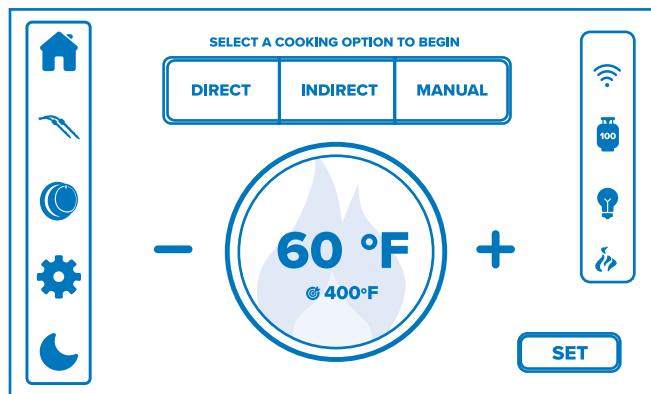 SELECT A COOKING OPTION TO BEGIN
DIRECT INDIRECT MANUAL
100
60 °F
400°F
SET